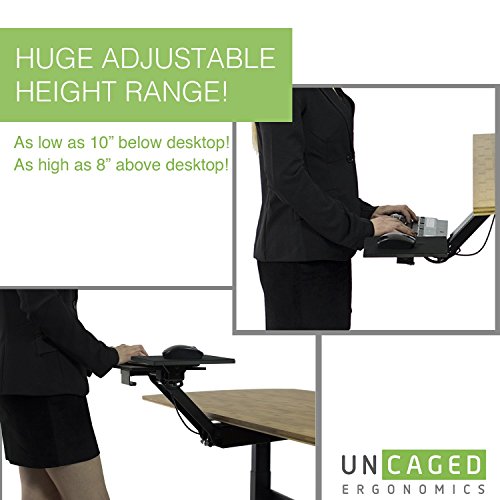 HUGE ADJUSTABLE
HEIGHT RANGE!
As low as 10” below desktop!
As high as 8” above desktop!
UNCAGED
ERGONOMICS